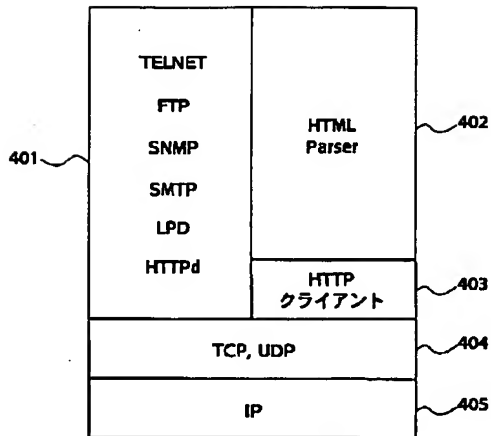 TELNET
FTP
SNMP
SMTP
LPD
HTTPd
401
HTML
Parser
402
HTTP
クライアント
403
TCP, UDP
404
IP
405